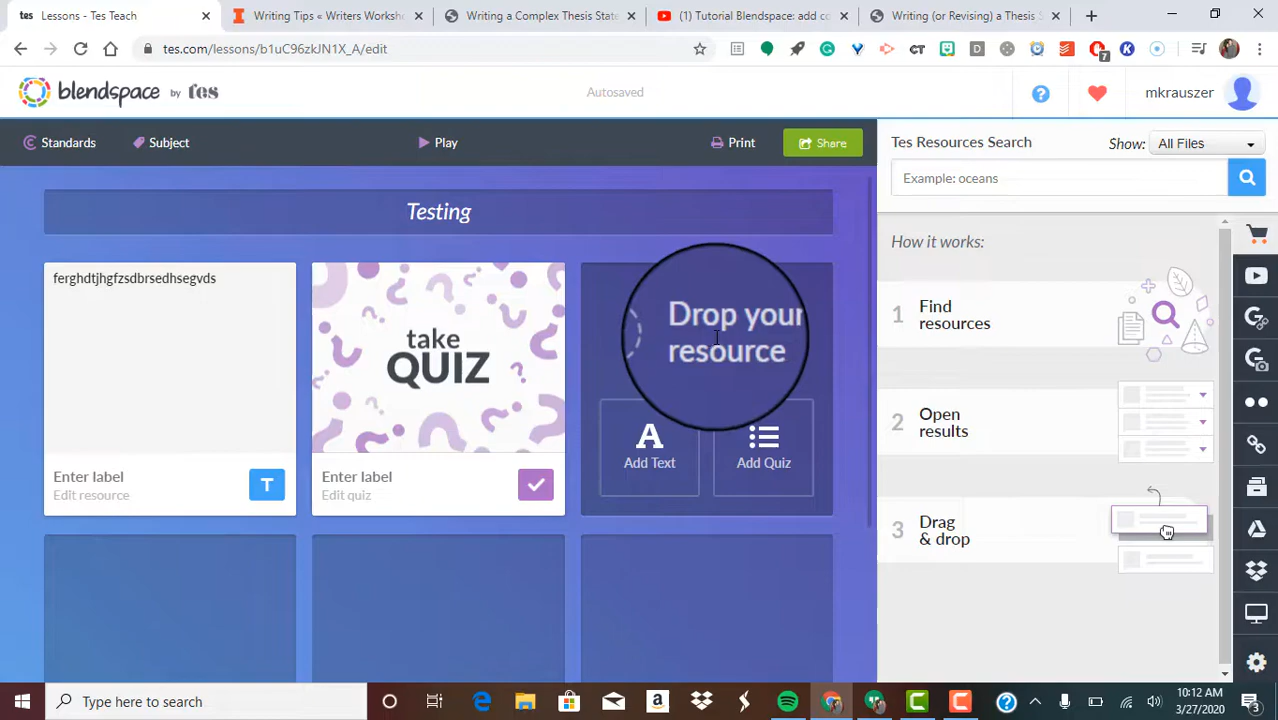 Lessons - Tes Teach
Writing Tips « Writers Worksh
Writing a Complex Thesis State
(1) Tutorial Blendspace: add co
Writing (or Revising) a Thesis S
tes.com/lessons/b1uC96zkJN1X_A/edit
blendspace by tes
Autosaved
mkrauszer
Standards
Subject
Play
Print
Share
Tes Resources Search
Show:
All Files
Example: oceans
Testing
How it works:
ferghdtjhgfzsdbrsedhsegvds
take
QUIZ
Drop your
resource
Add Text
Add Quiz
1 Find
resources
2 Open
results
3 Drag
& drop
Enter label
Edit resource
T
Enter label
Edit quiz
Type here to search
10:12 AM
3/27/2020